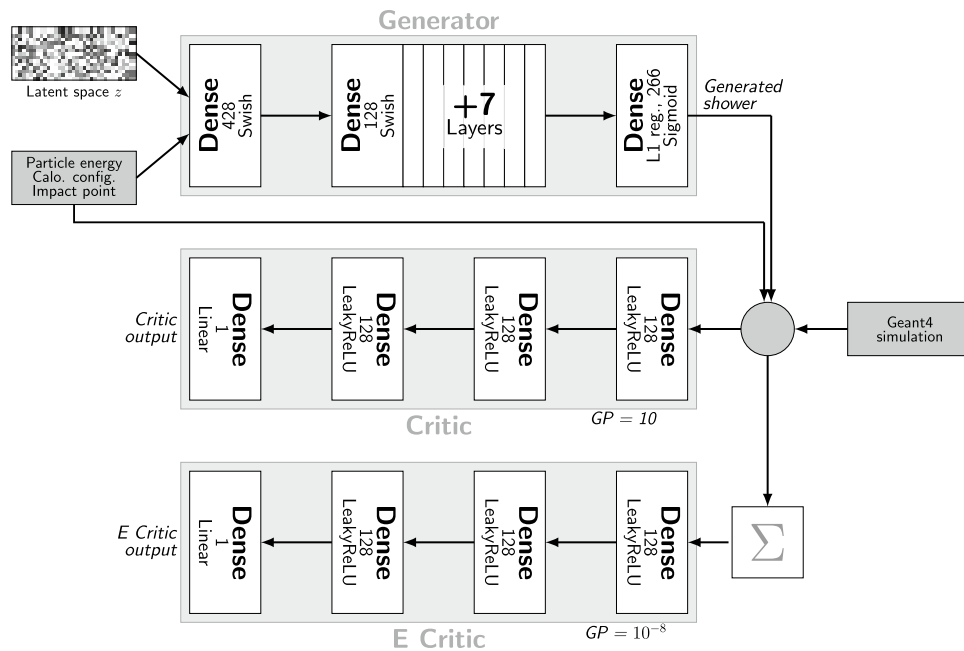 Generator
Latent space z
Particle energy
Calo. config.
Impact point
Dense
428
Swish
Dense
128
Swish
+7
Layers
Dense
L1 reg., 266
Sigmoid
Generated
shower
Critic
output
Dense
1
Linear
Dense
128
LeakyReLU
Dense
128
LeakyReLU
Dense
128
LeakyReLU
Geant4
simulation
Critic
GP = 10
E Critic
output
Dense
1
Linear
Dense
128
LeakyReLU
Dense
128
LeakyReLU
Dense
128
LeakyReLU
Σ
E Critic
GP = 10⁻⁸